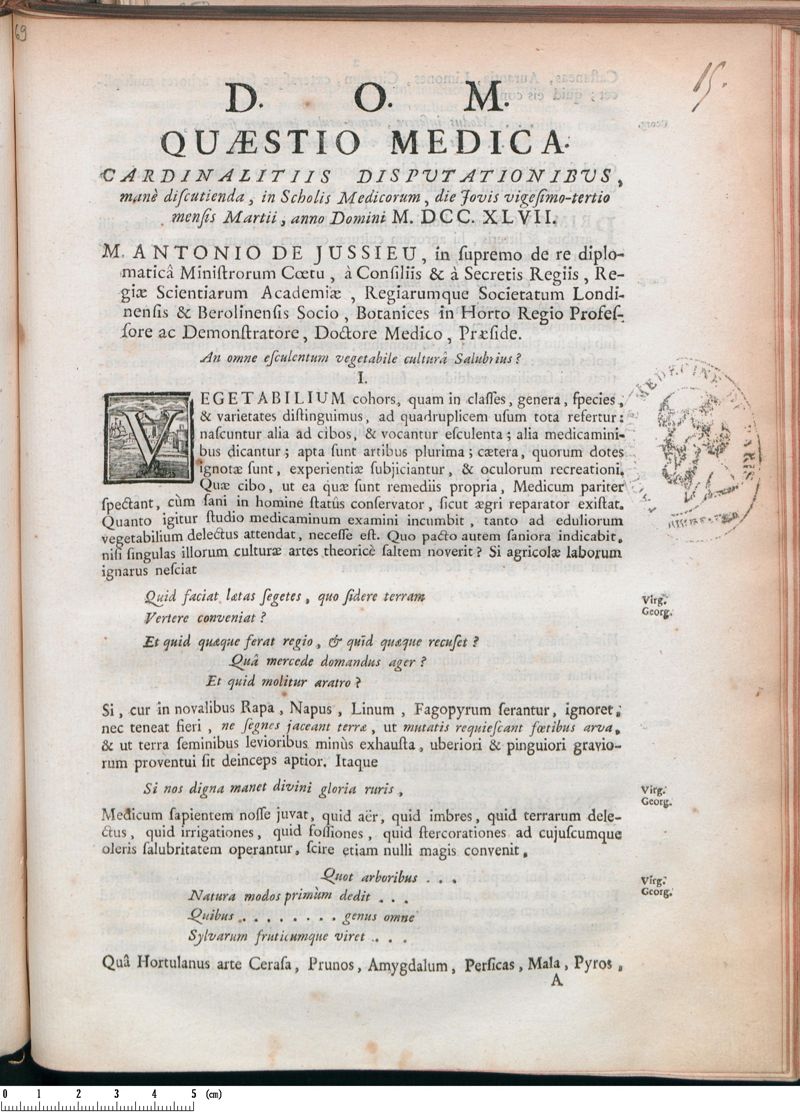 69
15.
D. O. M.
QUÆSTIO MEDICA.
CARDINALITIIS DISPVTATIONIBVS,
manè diſcutienda, in Scholis Medicorum, die Jovis vigeſimo-tertio
menſis Martii, anno Domini M. DCC. XLVII.
M. ANTONIO DE JUSSIEU, in ſupremo de re diplo-
maticâ Miniſtrorum Cœtu, à Conſiliis & à Secretis Regiis, Re-
giæ Scientiarum Academiæ, Regiarumque Societatum Londi-
nenſis & Berolinenſis Socio, Botanices in Horto Regio Profeſ-
ſore ac Demonſtratore, Doctore Medico, Præſide.
An omne eſculentum vegetabile culturâ Salubrius?
I.
VEGETABILIUM cohors, quam in claſſes, genera, ſpecies,
& varietates diſtinguimus, ad quadruplicem uſum tota refertur:
naſcuntur alia ad cibos, & vocantur eſculenta; alia medicamini-
bus dicantur; apta ſunt artibus plurima; cætera, quorum dotes
ignotæ ſunt, experientiæ ſubjiciantur, & oculorum recreationi.
Quæ cibo, ut ea quæ ſunt remediis propria, Medicum pariter
ſpectant, cùm ſani in homine ſtatûs conſervator, ſicut ægri reparator exiſtat.
Quanto igitur ſtudio medicaminum examini incumbit, tanto ad eduliorum
vegetabilium delectus attendat, neceſſe eſt. Quo pacto autem ſaniora indicabit,
niſi ſingulas illorum culturæ artes theoricè ſaltem noverit? Si agricolæ laborum
ignarus neſciat
Quid faciat lætas ſegetes, quo ſidere terram
Virg.
Vertere conveniat?
Georg.
Et quid quæque ferat regio, & quid quæque recuſet?
Quâ mercede domandus ager?
Et quid molitur aratro?
Si, cur in novalibus Rapa, Napus, Linum, Fagopyrum ſerantur, ignoret,
nec teneat fieri, ne ſegnes jaceant terræ, ut mutatis requieſcant fœtibus arva,
& ut terra ſeminibus levioribus minùs exhauſta, uberiori & pinguiori gravio-
rum proventui ſit deinceps aptior. Itaque
Si nos digna manet divini gloria ruris,
Virg.
Georg.
Medicum ſapientem noſſe juvat, quid aër, quid imbres, quid terrarum dele-
ctus, quid irrigationes, quid foſſiones, quid ſtercorationes ad cujuſcumque
oleris ſalubritatem operantur, ſcire etiam nulli magis convenit,
Quot arboribus . . .
Virg.
Natura modos primùm dedit . . .
Georg.
Quibus . . . . . . . . genus omne
Sylvarum fruticumque viret . . .
Quâ Hortulanus arte Ceraſa, Prunos, Amygdalum, Perſicas, Mala, Pyros,
A
0 1 2 3 4 5 (cm)